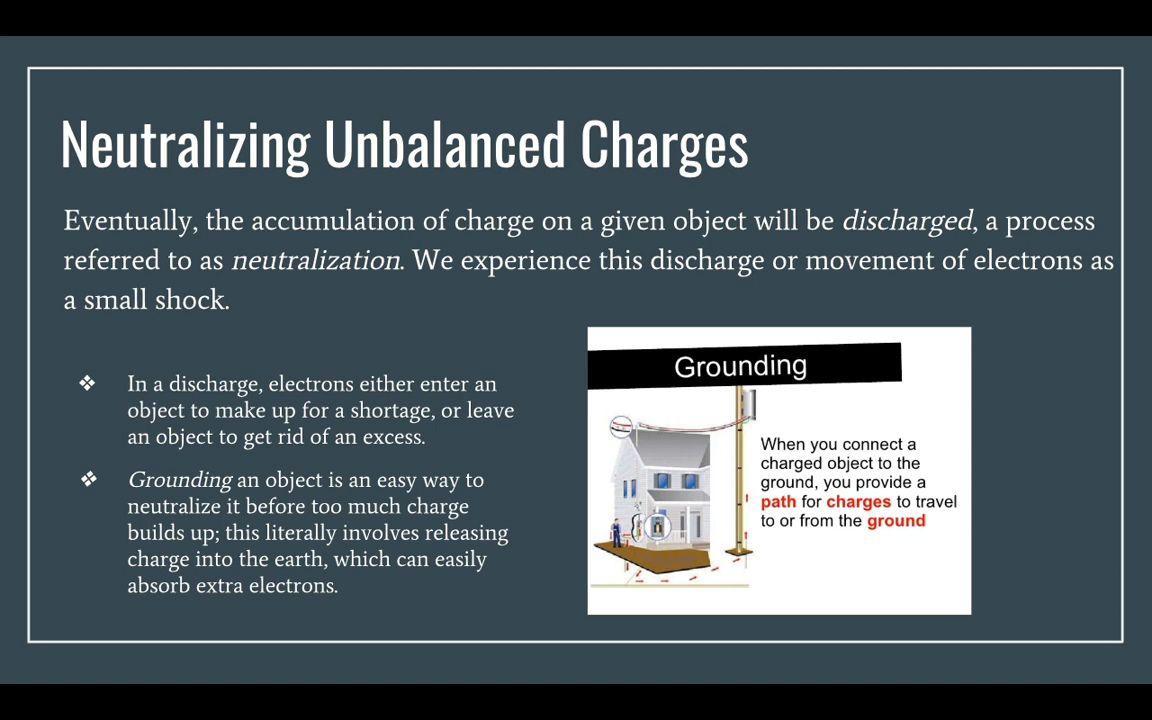 Neutralizing Unbalanced Charges
Eventually, the accumulation of charge on a given object will be discharged, a process
referred to as neutralization. We experience this discharge or movement of electrons as
a small shock.
❖ In a discharge, electrons either enter an
object to make up for a shortage, or leave
an object to get rid of an excess.
❖ Grounding an object is an easy way to
neutralize it before too much charge
builds up; this literally involves releasing
charge into the earth, which can easily
absorb extra electrons.
Grounding
When you connect a
charged object to the
ground, you provide a
path for charges to travel
to or from the ground